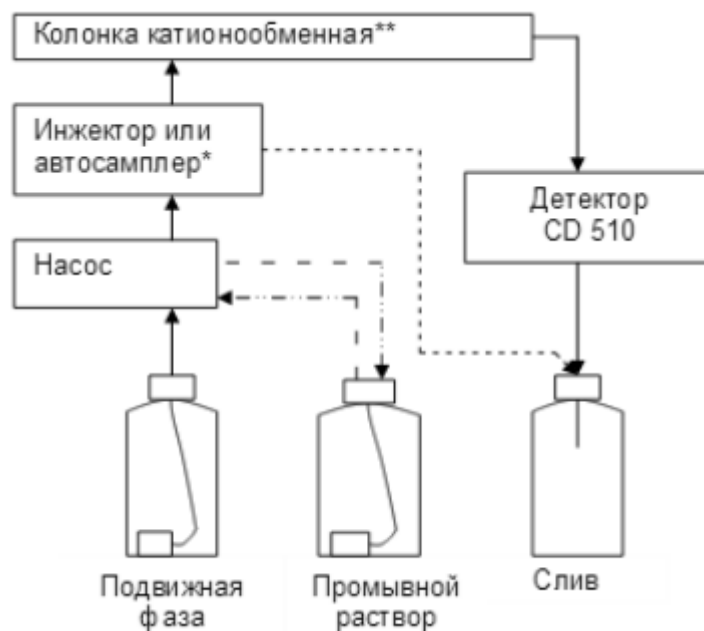 Колонка катионообменная**
Инжектор или
автосамплер*
Детектор
CD 510
Насос
Подвижная
фаза
Промывной
раствор
Слив